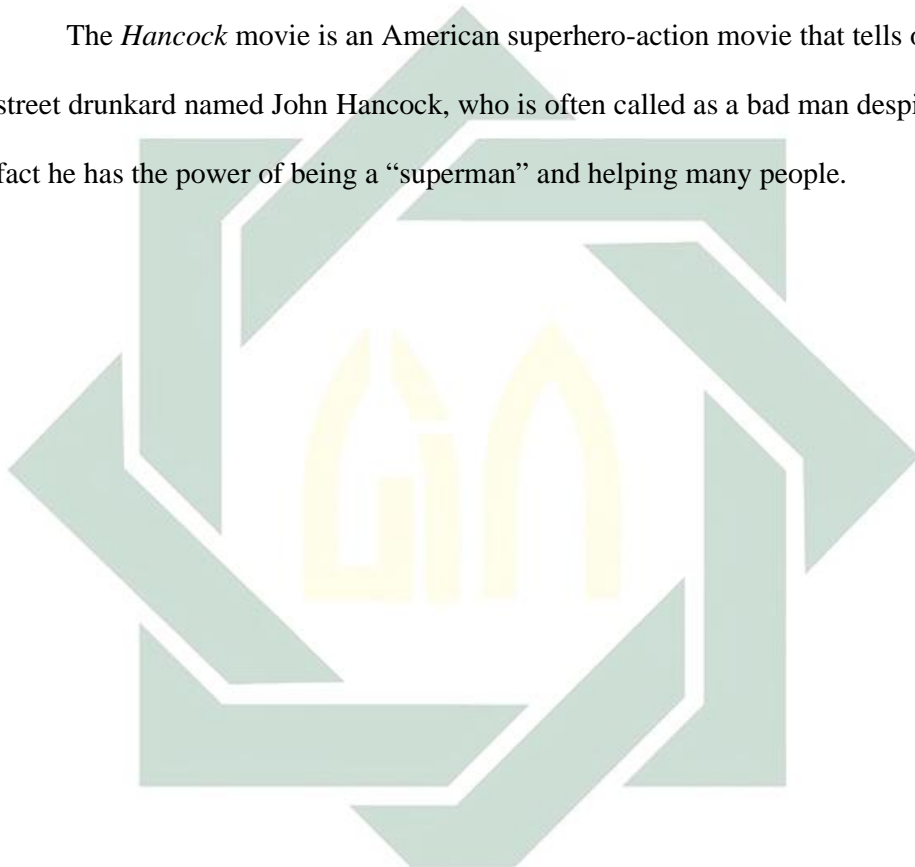 The Hancock movie is an American superhero-action movie that tells
street drunkard named John Hancock, who is often called as a bad man
fact he has the power of being a “superman” and helping many people.